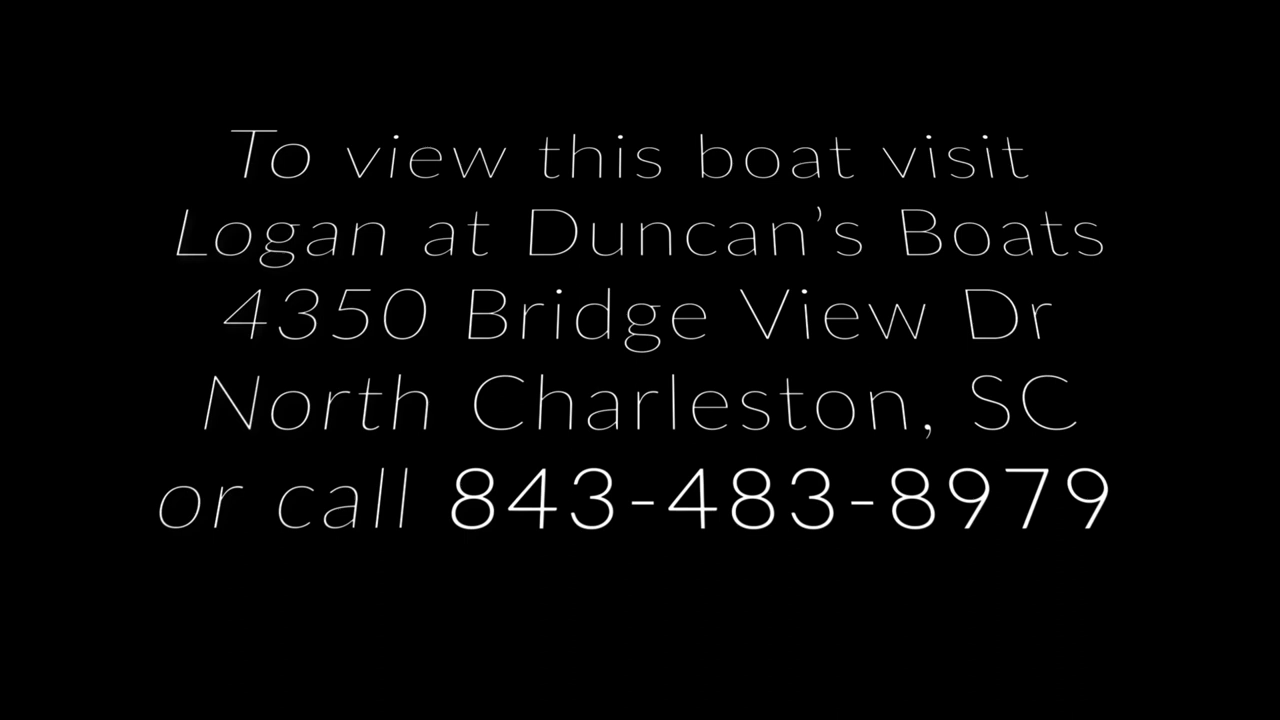 To view this boat visit
Logan at Duncan’s Boats
4350 Bridge View Dr
North Charleston, SC
or call 843-483-8979